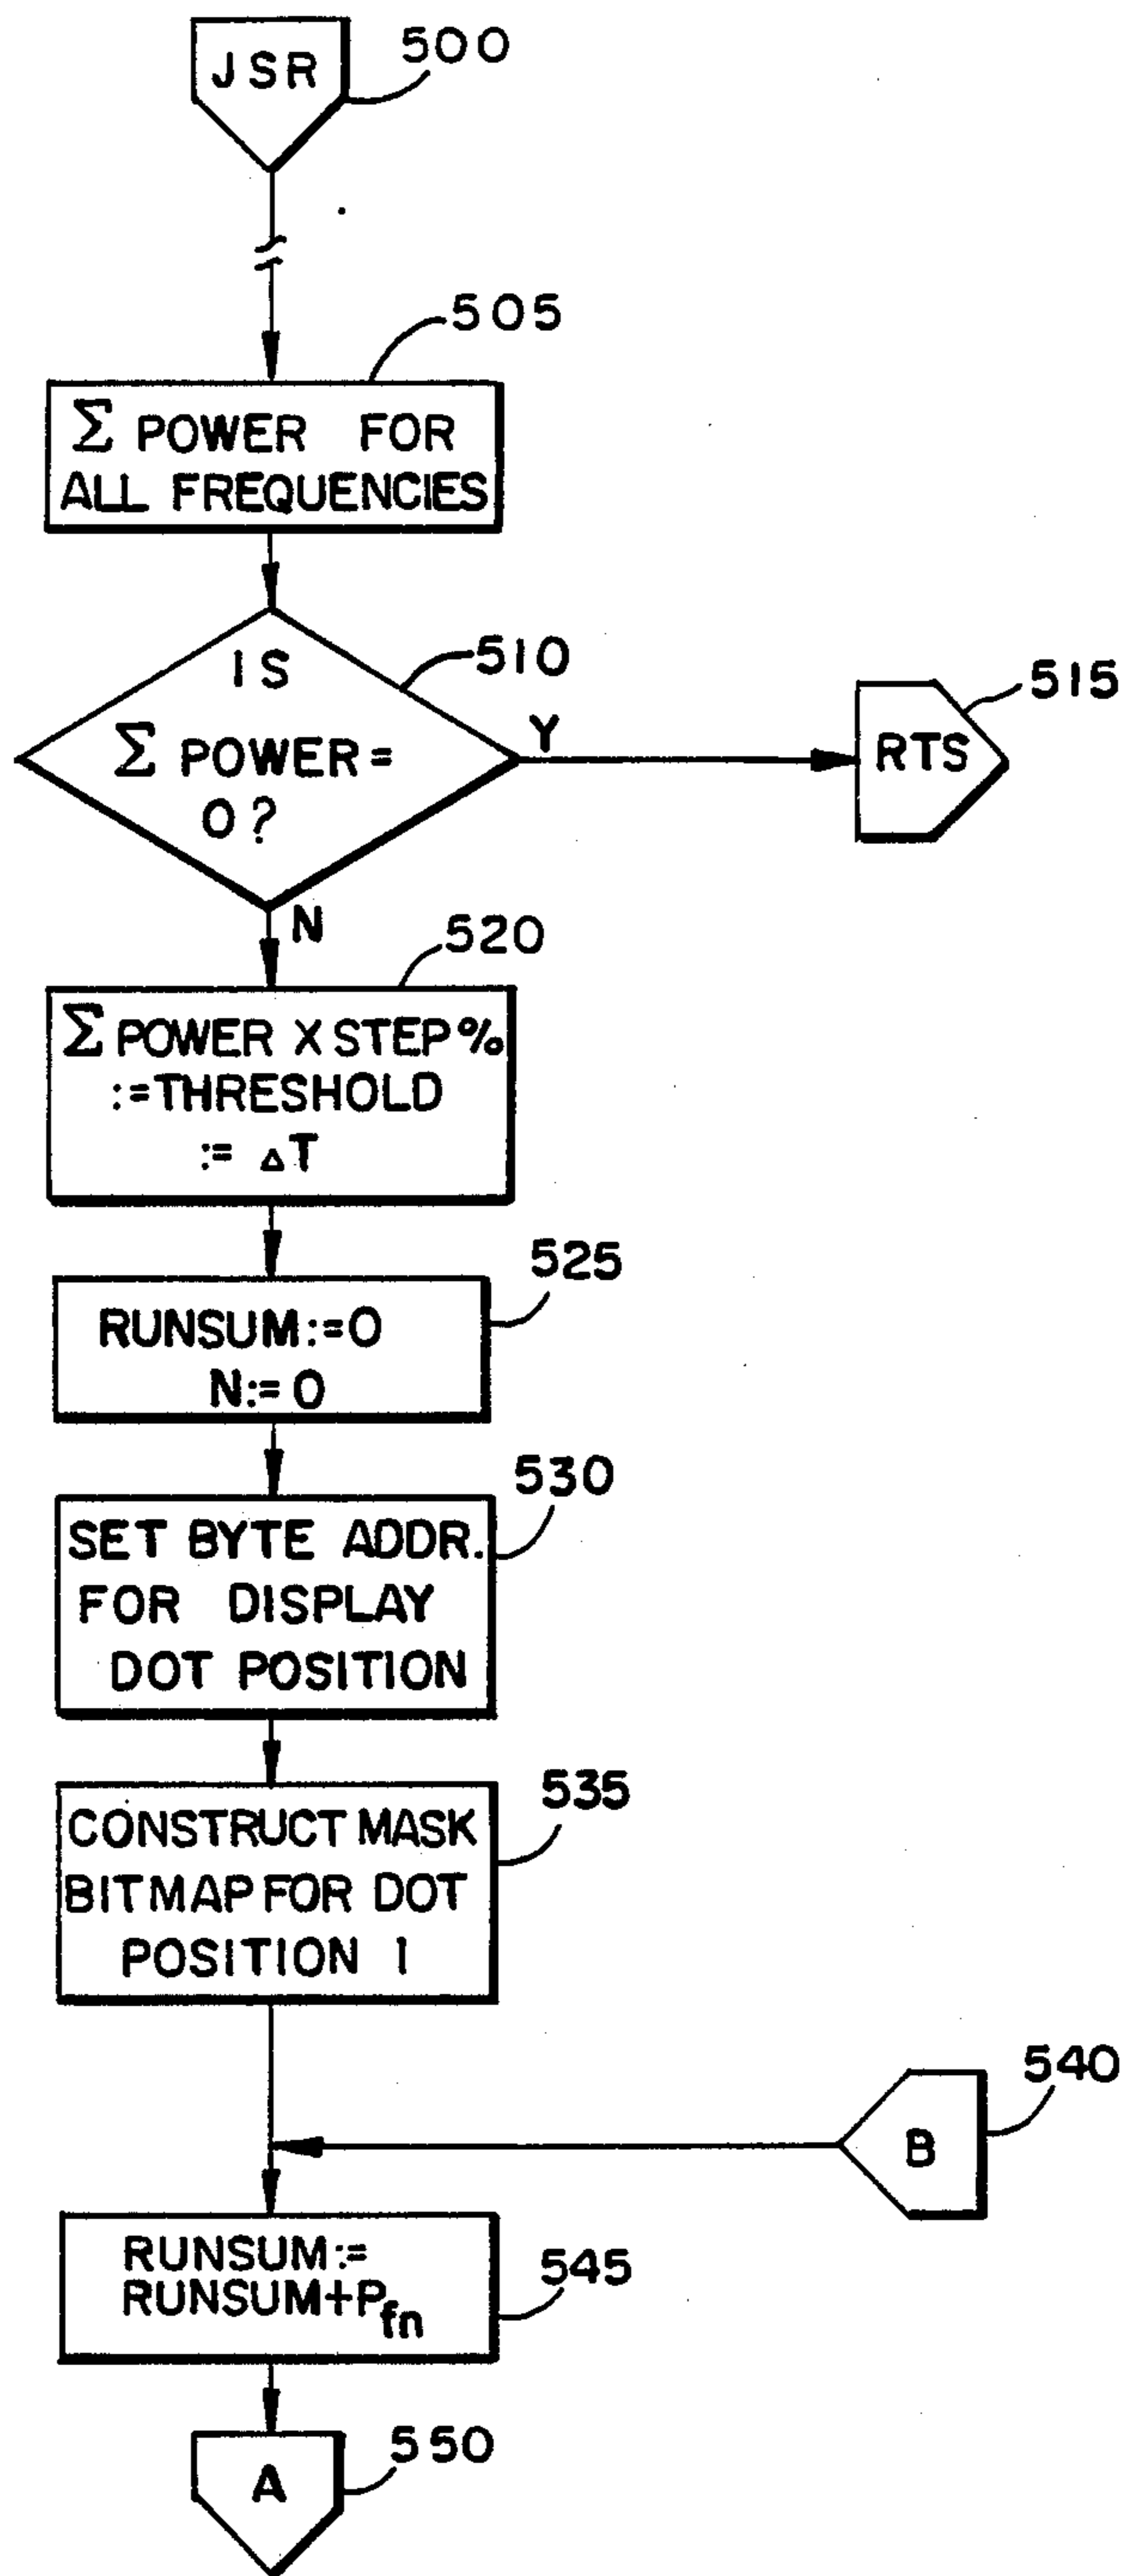 JSR
500
505
Σ POWER FOR
ALL FREQUENCIES
IS
510
Σ POWER =
0?
Y
RTS
515
N
520
Σ POWER X STEP%
:=THRESHOLD
:= ΔT
525
RUNSUM:=0
N:=0
530
SET BYTE ADDR.
FOR DISPLAY
DOT POSITION
535
CONSTRUCT MASK
BITMAP FOR DOT
POSITION 1
540
B
RUNSUM:=
RUNSUM+Pfn
545
A
550